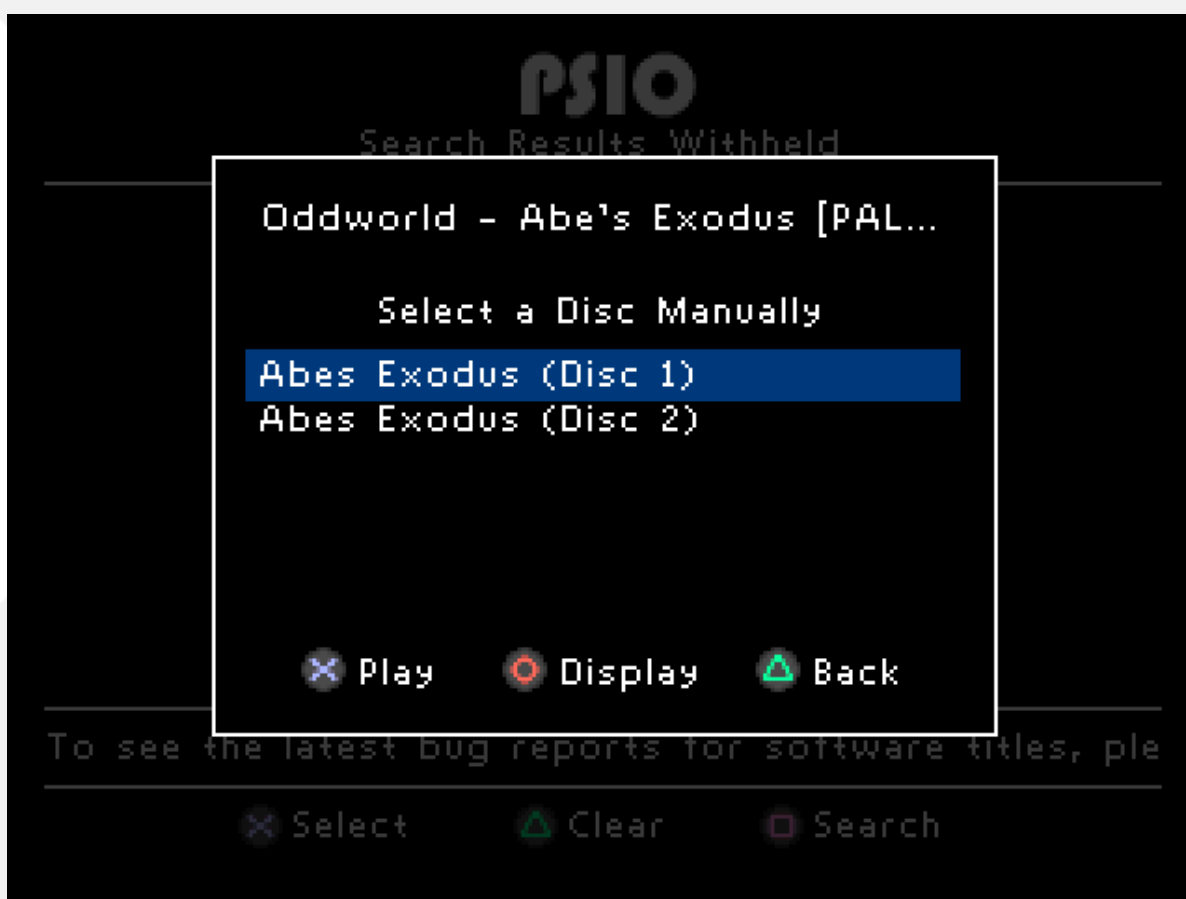 PSIO
Search Results Withheld
Oddworld - Abe's Exodus [PAL...
Select a Disc Manually
Abes Exodus (Disc 1)
Abes Exodus (Disc 2)
Play Display Back
To see the latest bug reports for software titles, ple
Select Clear Search